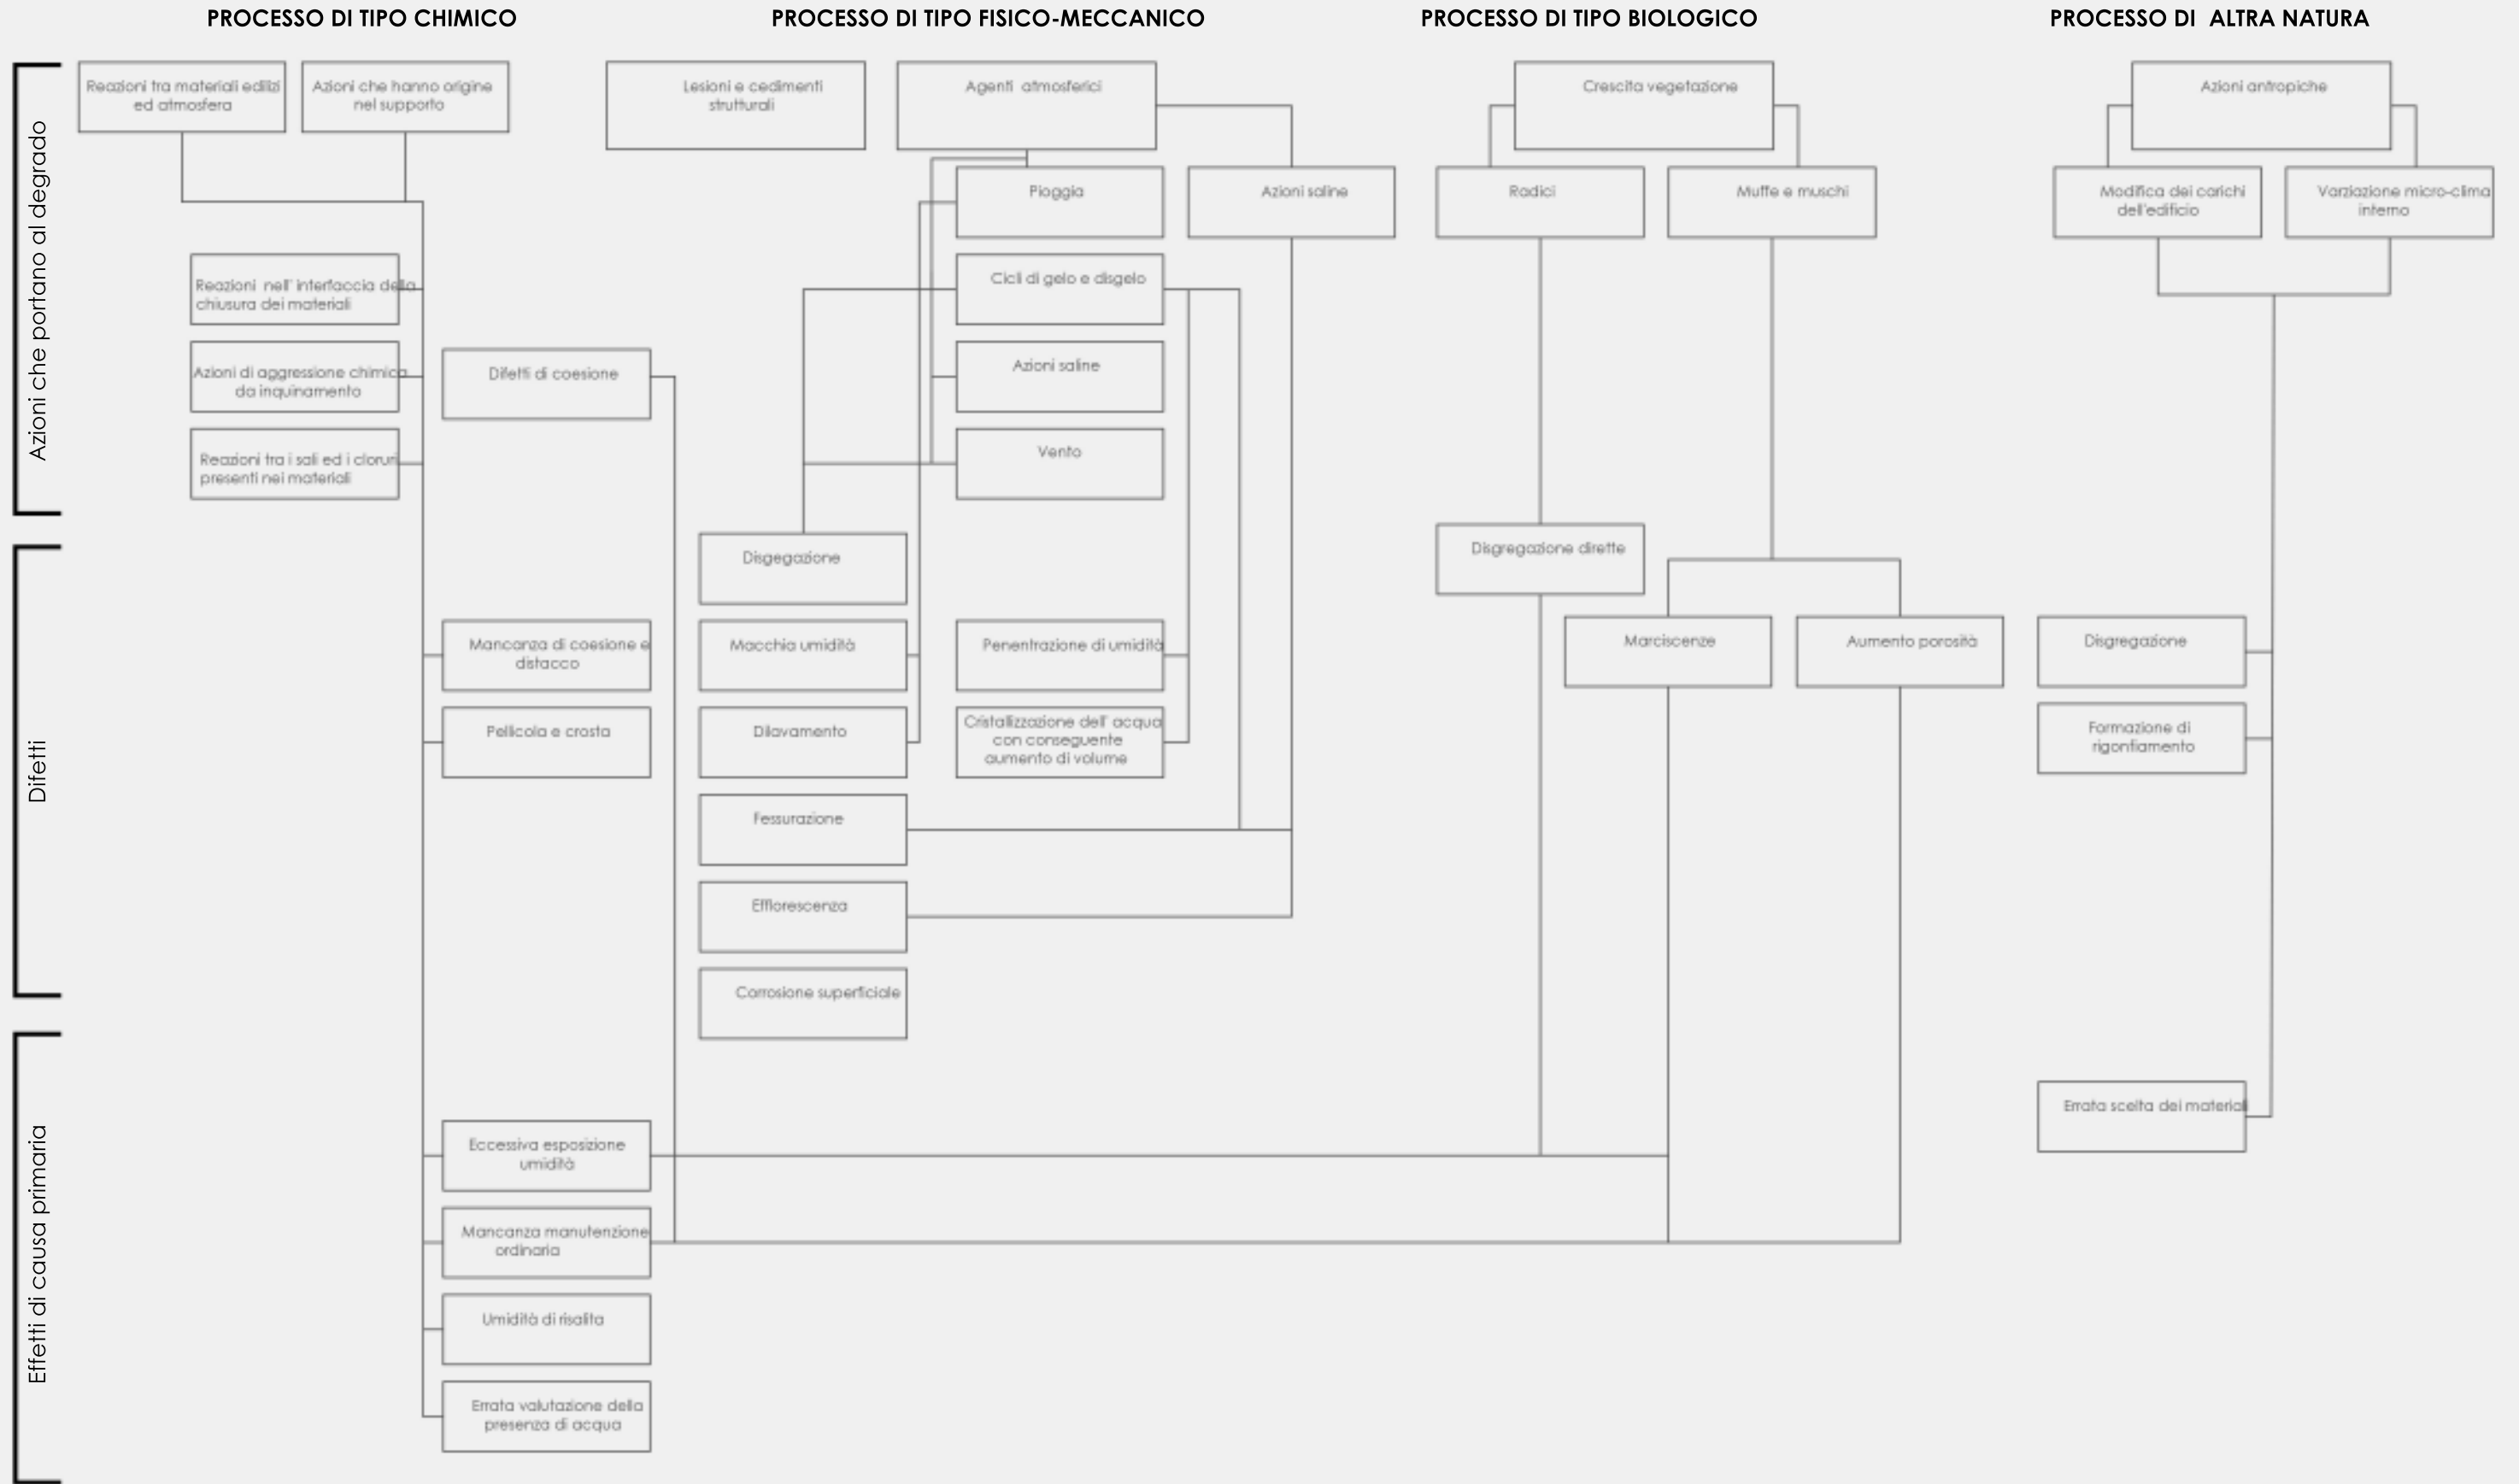 PROCESSO DI TIPO CHIMICO
PROCESSO DI TIPO FISICO-MECCANICO
PROCESSO DI TIPO BIOLOGICO
PROCESSO DI ALTRA NATURA
Azioni che portano al degrado
Reazioni tra materiali edilizi
ed atmosfera
Azioni che hanno origine
nel supporto
Lesioni e cedimenti
strutturali
Agenti atmosferici
Crescita vegetazione
Azioni antropiche
Pioggia
Azioni saline
Radici
Muffe e muschi
Modifica dei carichi
dell'edificio
Varziazione micro-clima
interno
Reazioni nell' interfaccia della
chiusura dei materiali
Cicli di gelo e disgelo
Azioni di aggressione chimica
da inquinamento
Difetti di coesione
Azioni saline
Reazioni tra i sali ed i cloruri
presenti nei materiali
Vento
Difetti
Disgegazione
Disgregazione dirette
Mancanza di coesione e
distacco
Macchia umidità
Penentrazione di umidità
Marciscenze
Aumento porosità
Disgregazione
Pellicola e crosta
Dilavamento
Cristallizzazione dell' acqua
con conseguente
aumento di volume
Formazione di
rigonfiamento
Fessurazione
Efflorescenza
Corrosione superficiale
Effetti di causa primaria
Errata scelta dei materiali
Eccessiva esposizione
umidità
Mancanza manutenzione
ordinaria
Umidità di risalita
Errata valutazione della
presenza di acqua